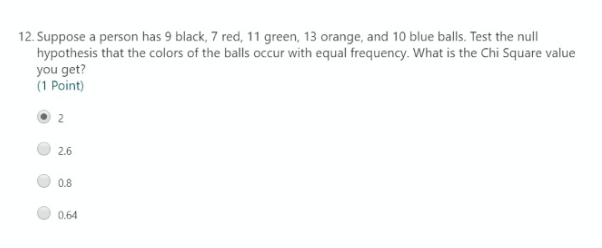 12. Suppose a person has 9 black, 7 red, 11 green, 13 orange, and 10 blue balls. Test the null
hypothesis that the colors of the balls occur with equal frequency. What is the Chi Square value
you get?
(1 Point)
2
2.6
0.8
0.64